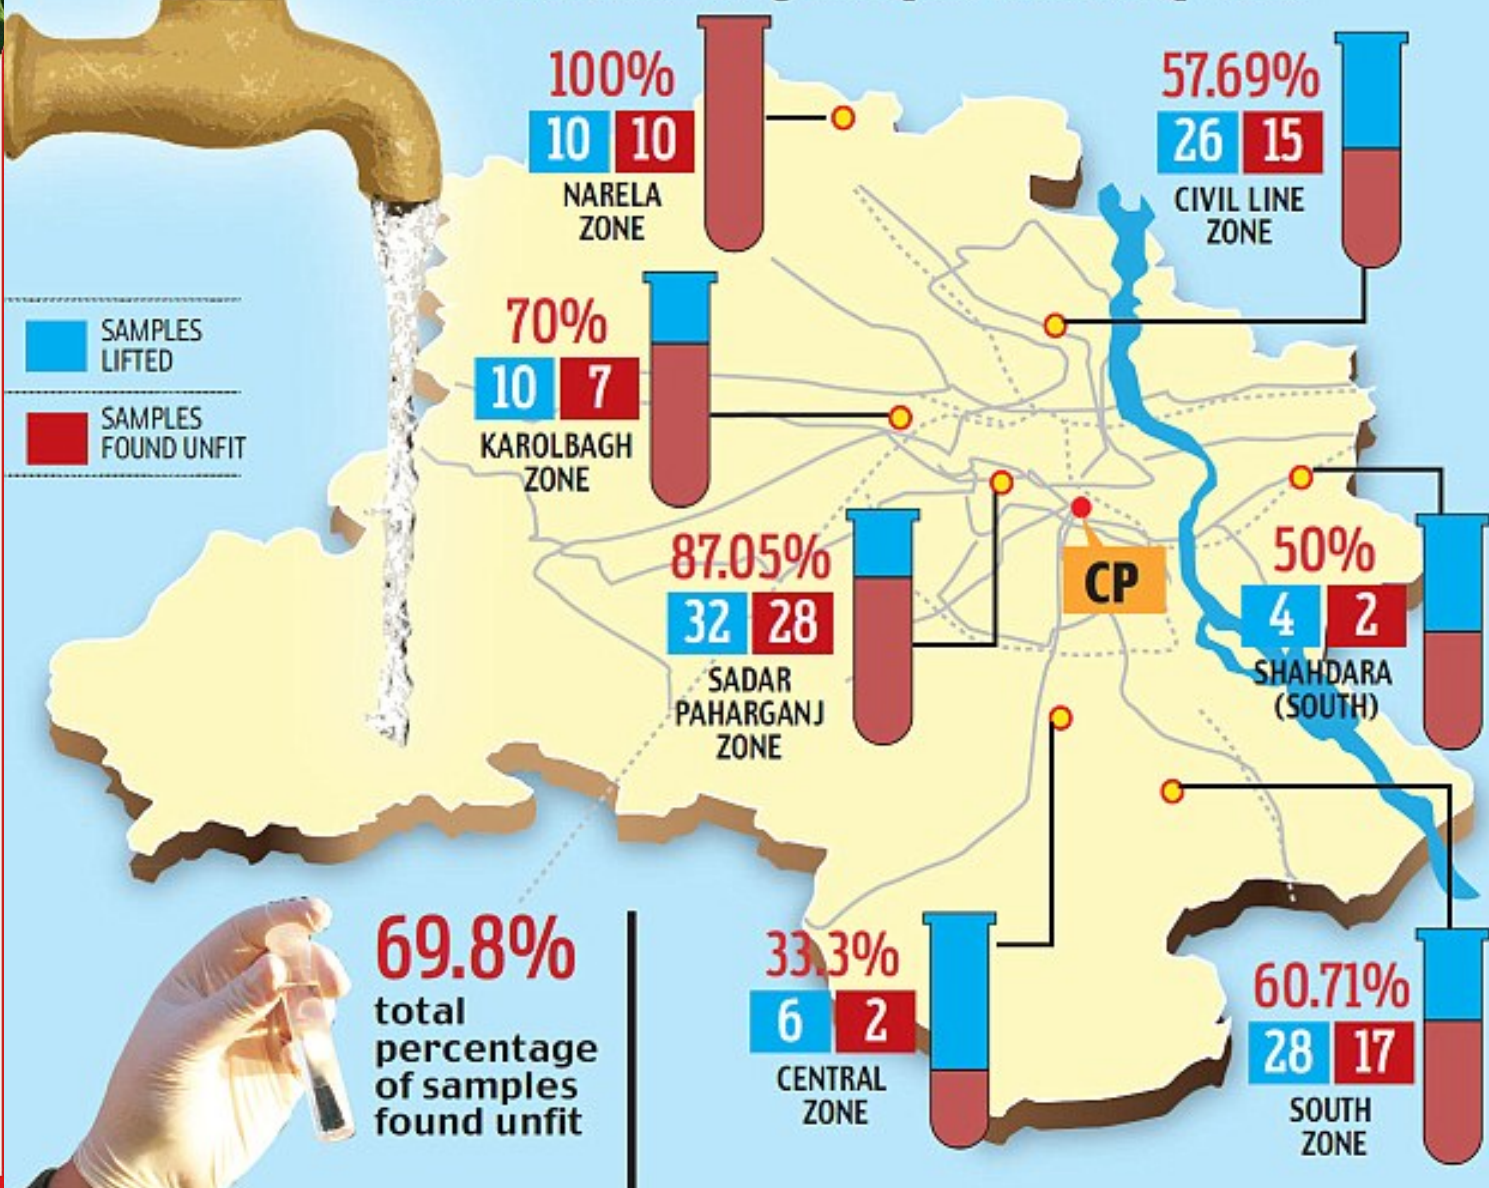 100%
10 10
NARELA
ZONE
57.69%
26 15
CIVIL LINE
ZONE
SAMPLES
LIFTED
SAMPLES
FOUND UNFIT
70%
10 7
KAROLBAGH
ZONE
87.05%
32 28
SADAR
PAHARGANJ
ZONE
CP
50%
4 2
SHAHDARA
(SOUTH)
69.8%
total
percentage
of samples
found unfit
33.3%
6 2
CENTRAL
ZONE
60.71%
28 17
SOUTH
ZONE